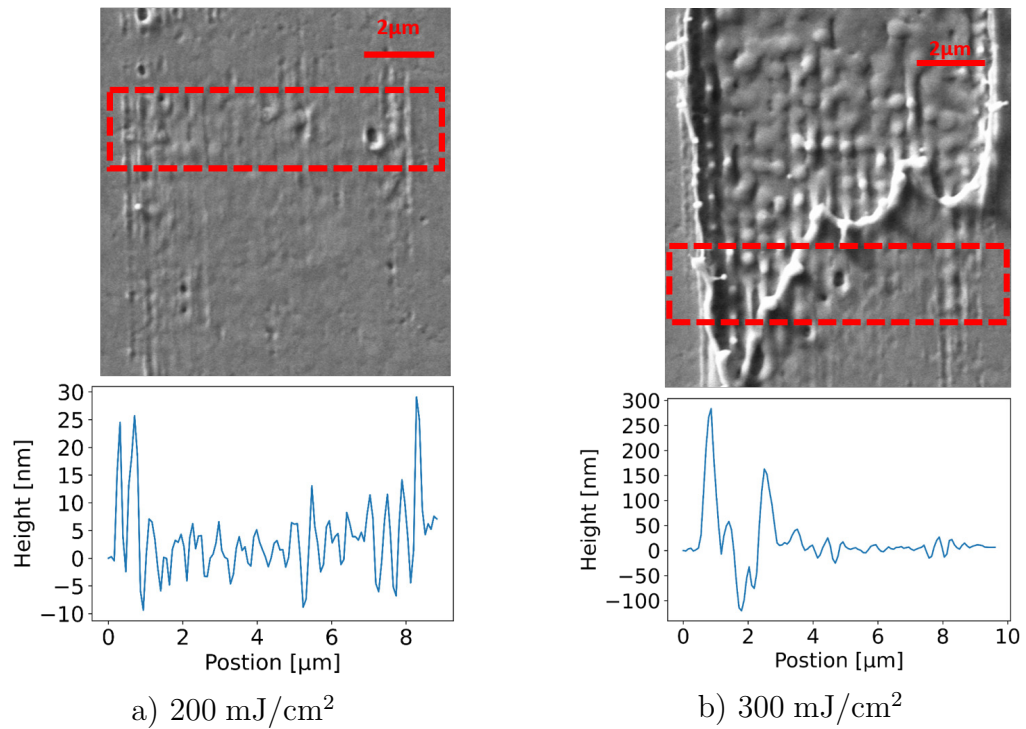 2μm
30
25
20
15
10
5
0
−5
−10
Height [nm]
0 2 4 6 8
Postion [μm]
a) 200 mJ/cm²
2μm
300
250
200
150
100
50
0
−50
−100
Height [nm]
0 2 4 6 8 10
Postion [μm]
b) 300 mJ/cm²